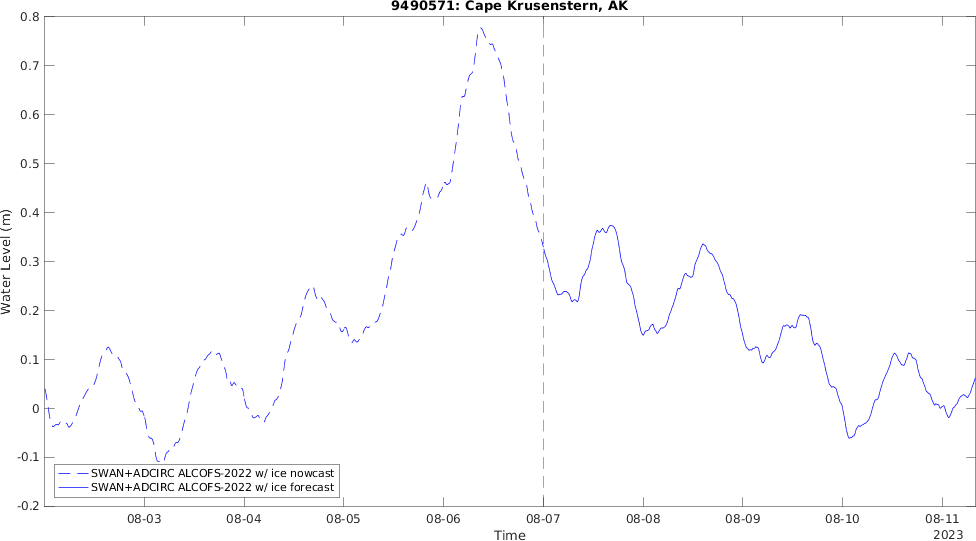 9490571: Cape Krusenstern, AK
Water Level (m)
0.8
0.7
0.6
0.5
0.4
0.3
0.2
0.1
0
-0.1
-0.2
SWAN+ADCIRC ALCOFS-2022 w/ ice nowcast
SWAN+ADCIRC ALCOFS-2022 w/ ice forecast
08-03 08-04 08-05 08-06 08-07 08-08 08-09 08-10 08-11
Time
2023